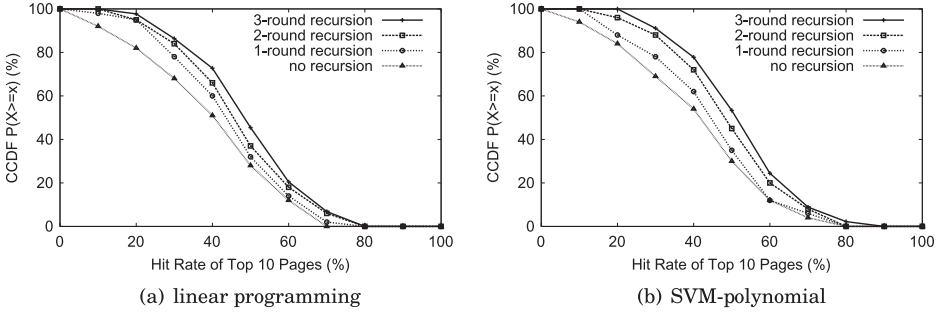 CCDF P(X>=x) (%)
100
80
60
40
20
0
3-round recursion
2-round recursion
1-round recursion
no recursion
0 20 40 60 80 100
Hit Rate of Top 10 Pages (%)
(a) linear programming
CCDF P(X>=x) (%)
100
80
60
40
20
0
3-round recursion
2-round recursion
1-round recursion
no recursion
0 20 40 60 80 100
Hit Rate of Top 10 Pages (%)
(b) SVM-polynomial